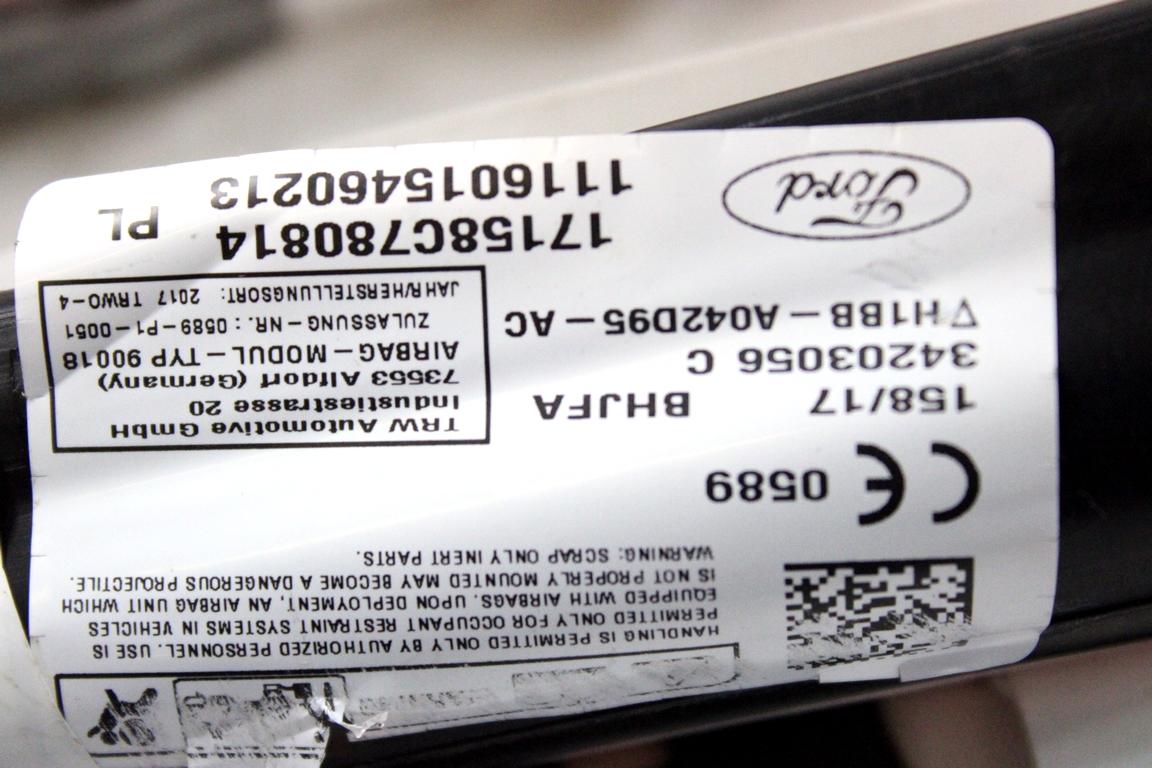 HANDLING IS PERMITTED ONLY BY AUTHORIZED PERSONNEL. USE IS
PERMITTED ONLY FOR OCCUPANT RESTRAINT SYSTEMS IN VEHICLES
EQUIPPED WITH AIRBAGS. UPON DEPLOYMENT, AN AIRBAG UNIT WHICH
IS NOT PROPERLY MOUNTED MAY BECOME A DANGEROUS PROJECTILE.
WARNING: SCRAP ONLY INERT PARTS.
CE 0589
158/17 BHJFA
34203056 C
▽H1BB-A042D95-AC
TRW Automotive GmbH
Industiestrasse 20
73553 Alfdorf (Germany)
AIRBAG-MODUL-TYP 90018
ZULASSUNG-NR.: 0589-P1-0051
JAHR/HERSTELLUNGSORT: 2017 TRWO-4
17158C780814
1116015460213 PL
Ford